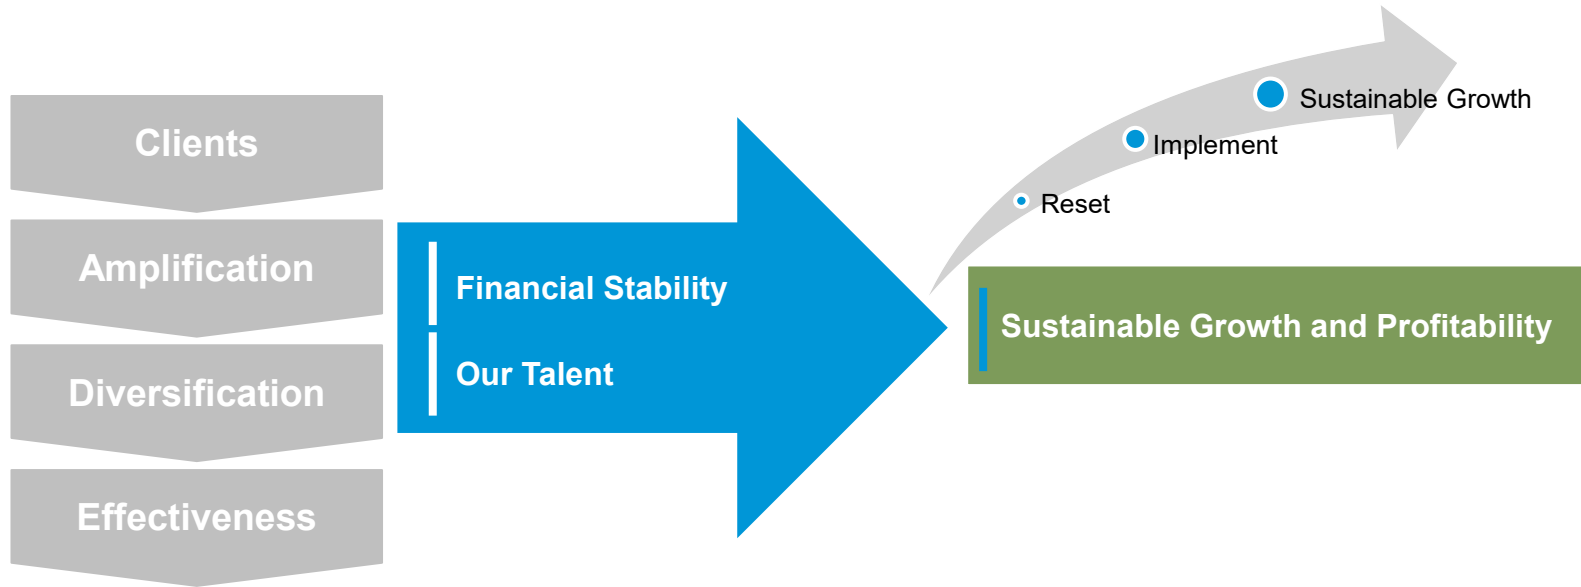 Clients
Amplification
Diversification
Effectiveness
Financial Stability
Our Talent
Sustainable Growth
Implement
Reset
Sustainable Growth and Profitability